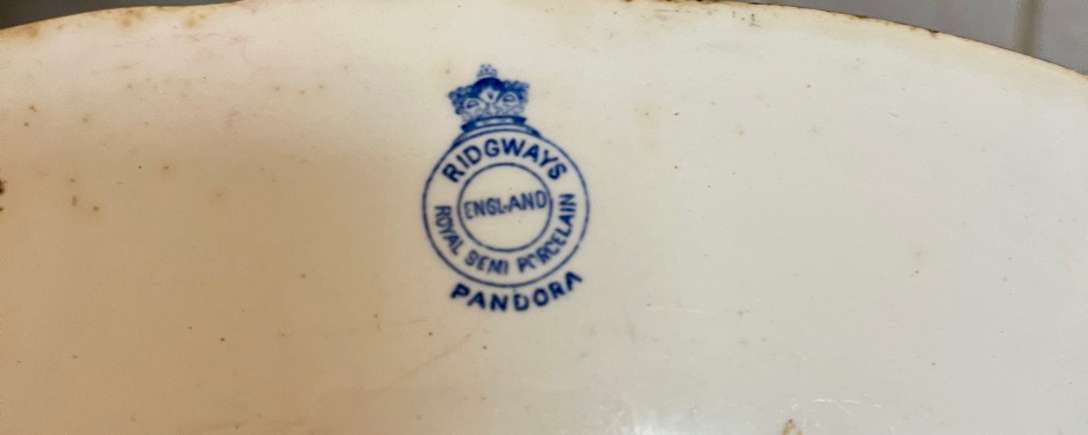 RIDGWAYS
ENGLAND
ROYAL SEMI PORCELAIN
PANDORA